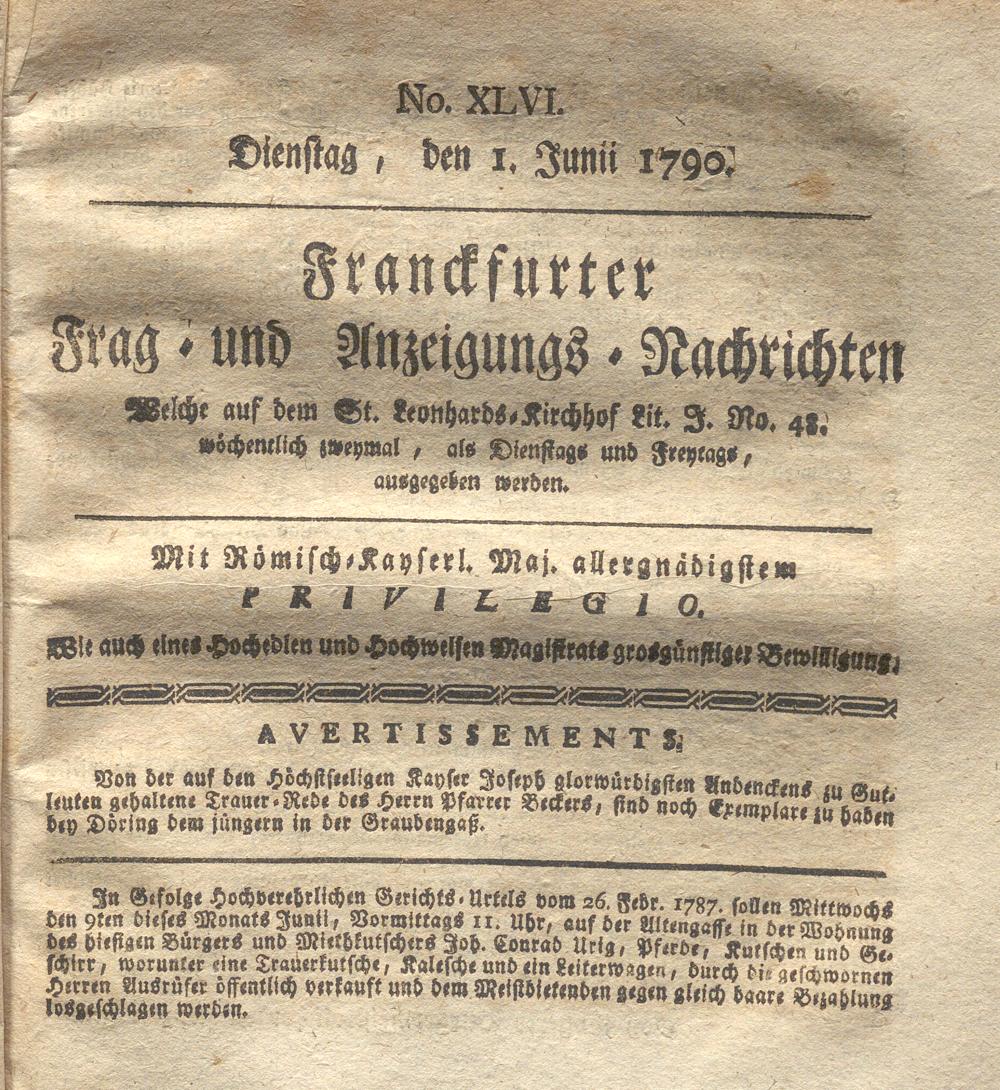 No. XLVI.
Dienstag, den 1. Junii 1790.
Franckfurter
Frag- und Anzeigungs-Nachrichten
Welche auf dem St. Leonhards-Kirchhof Lit. J. No. 48.
wöchentlich zweymal, als Dienstags und Freytags,
ausgegeben werden.
Mit Römisch-Kayserl. Maj. allergnädigstem
PRIVILEGIO.
Wie auch eines Hochedlen und Hochweisen Magistrats grosgünstiger Bewilligung.
AVERTISSEMENTS.
Von der auf den Höchstseeligen Kayser Joseph glorwürdigsten Andenckens zu Gut-
leuten gehaltene Trauer-Rede des Herrn Pfarrer Beckers, sind noch Exemplare zu haben
bey Döring dem jüngern in der Graubengaß.
In Gefolge Hochverehrlichen Gerichts-Urtels vom 26. Febr. 1787. sollen Mittwochs
den 9ten dieses Monats Junii, Vormittags 11. Uhr, auf der Altengasse in der Wohnung
des hiesigen Bürgers und Miethkutschers Joh. Conrad Urig, Pferde, Kutschen und Ge-
schirr, worunter eine Trauerkutsche, Kalesche und ein Leiterwagen, durch die geschwornen
Herren Ausrüfer öffentlich verkauft und dem Meistbietenden gegen gleich baare Bezahlung
losgeschlagen werden.